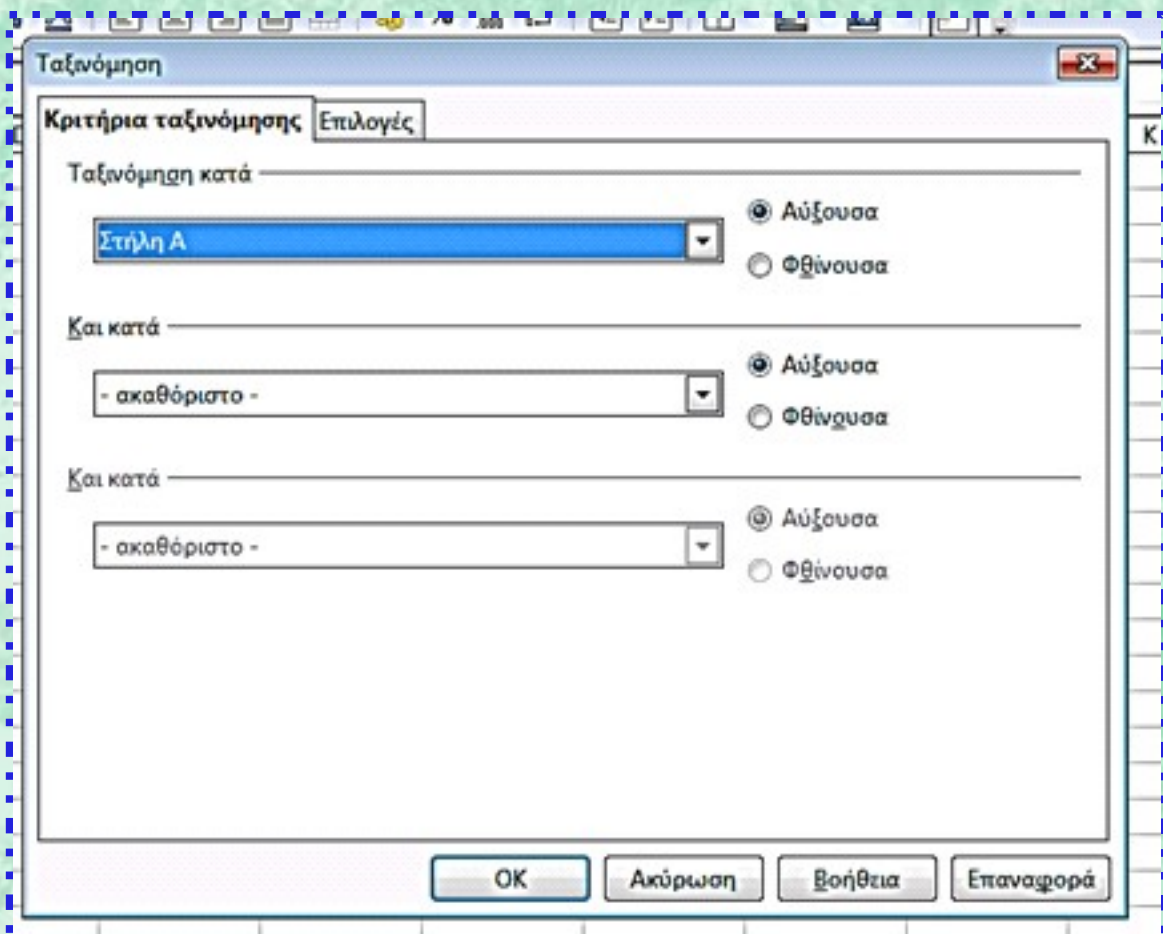 Ταξινόμηση
Κριτήρια ταξινόμησης Επιλογές
Ταξινόμηση κατά
Στήλη A
Αύξουσα
Φθίνουσα
Και κατά
- ακαθόριστο -
Αύξουσα
Φθίνουσα
Και κατά
- ακαθόριστο -
Αύξουσα
Φθίνουσα
OK Ακύρωση Βοήθεια Επαναφορά
K